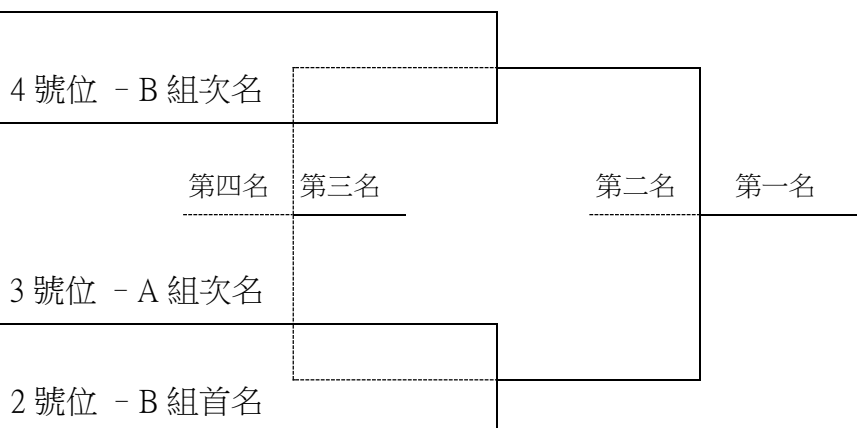 4 號位 - B 組次名
第四名 第三名 第二名 第一名
3 號位 - A 組次名
2 號位 - B 組首名